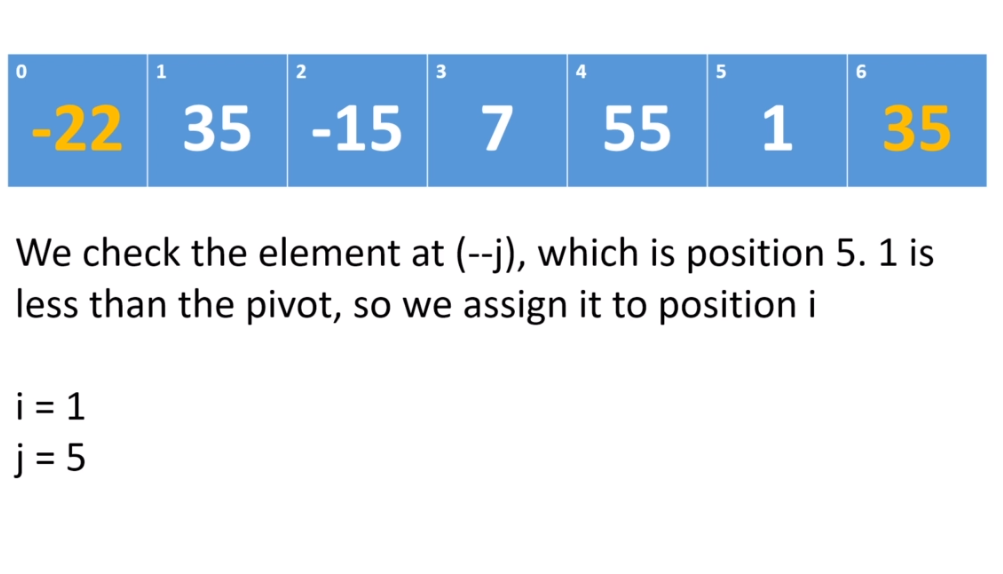 0 1 2 3 4 5 6
-22 35 -15 7 55 1 35
We check the element at (--j), which is position 5. 1 is
less than the pivot, so we assign it to position i
i = 1
j = 5